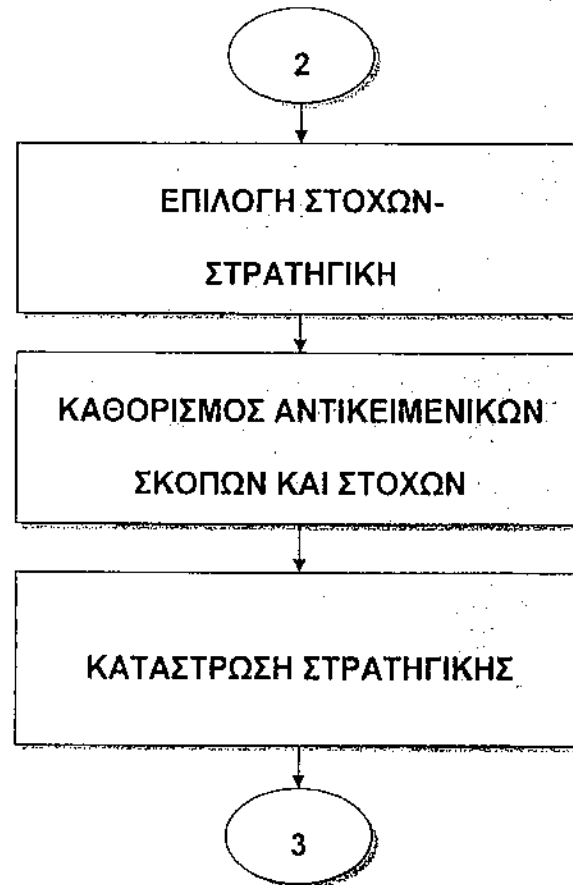 2
ΕΠΙΛΟΓΗ ΣΤΟΧΩΝ-
ΣΤΡΑΤΗΓΙΚΗ
ΚΑΘΟΡΙΣΜΟΣ ΑΝΤΙΚΕΙΜΕΝΙΚΩΝ
ΣΚΟΠΩΝ ΚΑΙ ΣΤΟΧΩΝ
ΚΑΤΑΣΤΡΩΣΗ ΣΤΡΑΤΗΓΙΚΗΣ
3